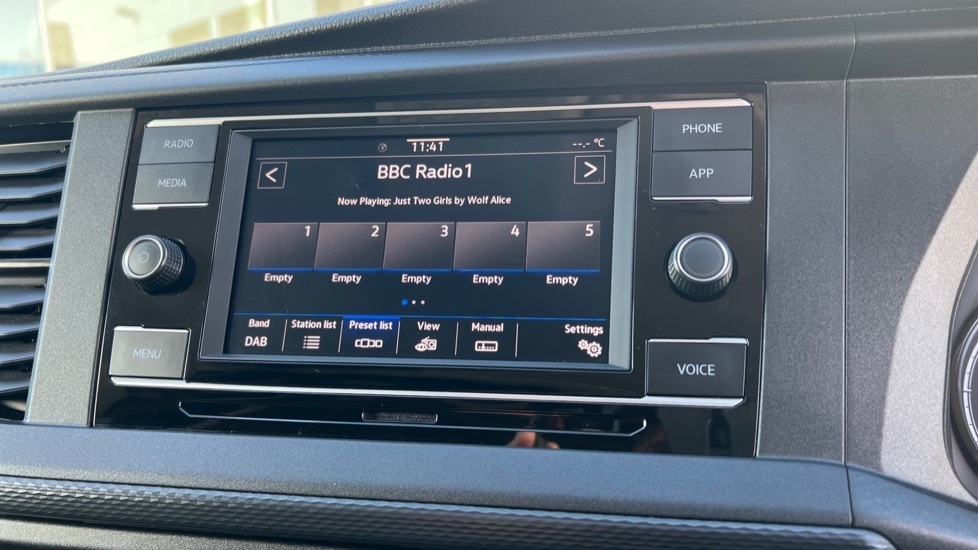 RADIO
MEDIA
MENU
11:41
--,- °C
<
BBC Radio1
>
Now Playing: Just Two Girls by Wolf Alice
1 2 3 4 5
Empty Empty Empty Empty Empty
Band Station list Preset list View Manual Settings
DAB
PHONE
APP
VOICE